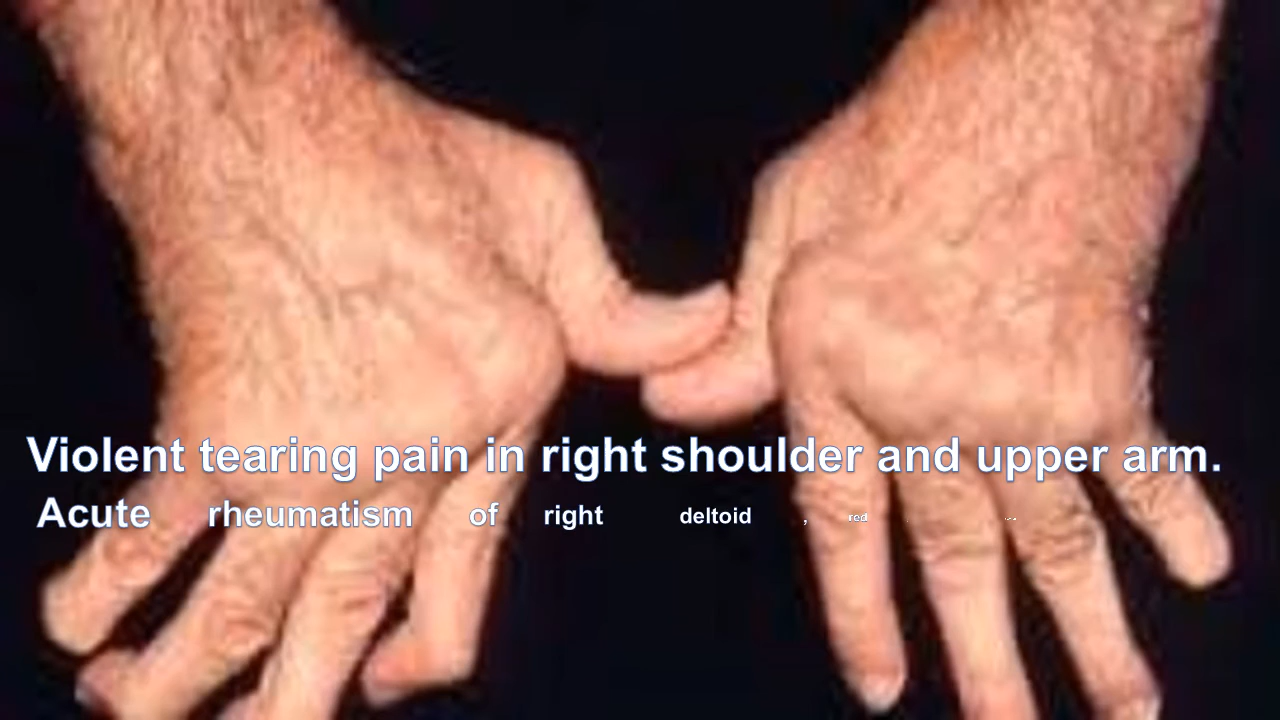 Violent tearing pain in right shoulder and upper arm.
Acute rheumatism of right deltoid , red